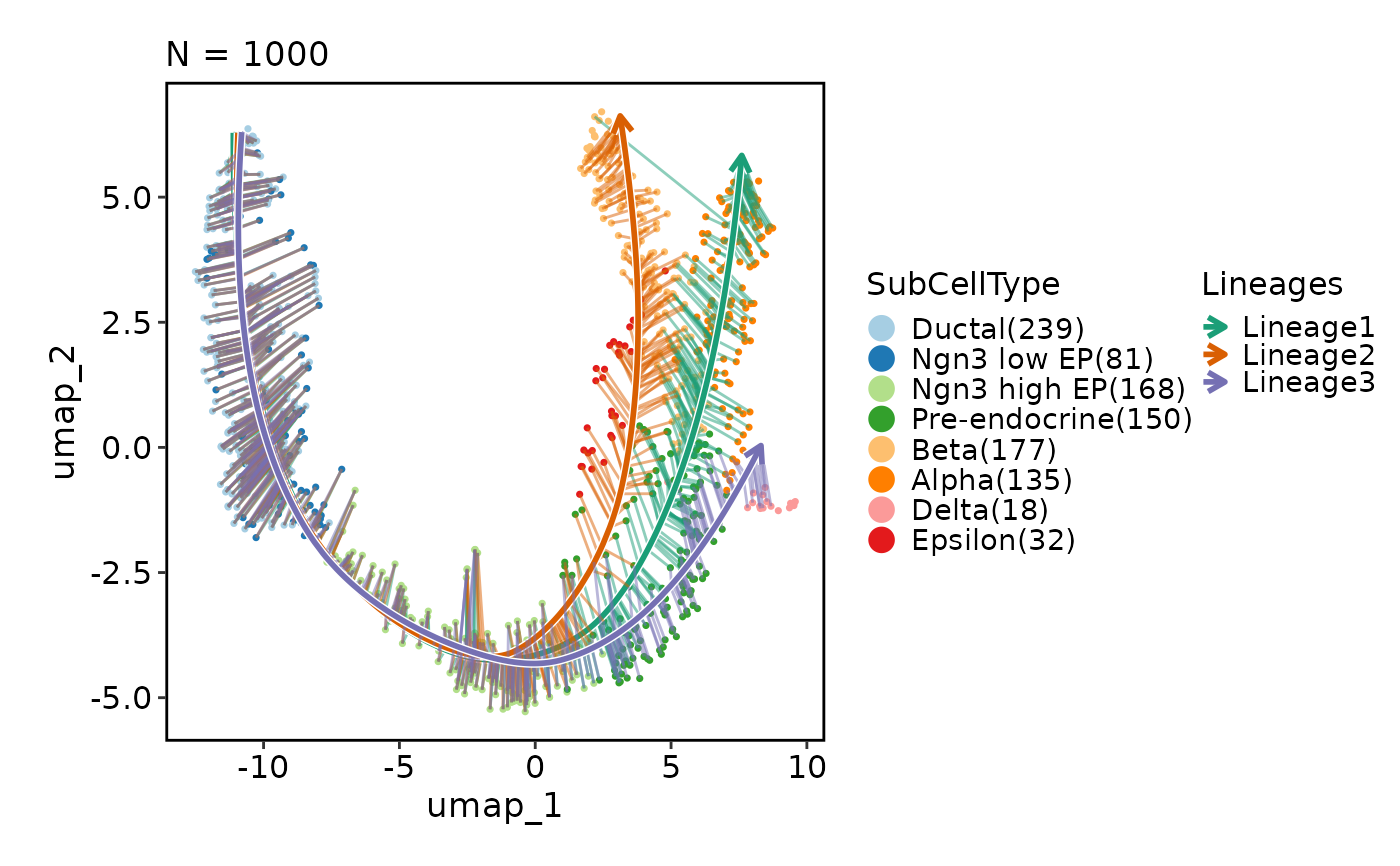 N = 1000
5.0
2.5
0.0
-2.5
-5.0
umap_2
-10
-5
0
5
10
umap_1
SubCellType
Ductal(239)
Ngn3 low EP(81)
Ngn3 high EP(168)
Pre-endocrine(150)
Beta(177)
Alpha(135)
Delta(18)
Epsilon(32)
Lineages
Lineage1
Lineage2
Lineage3